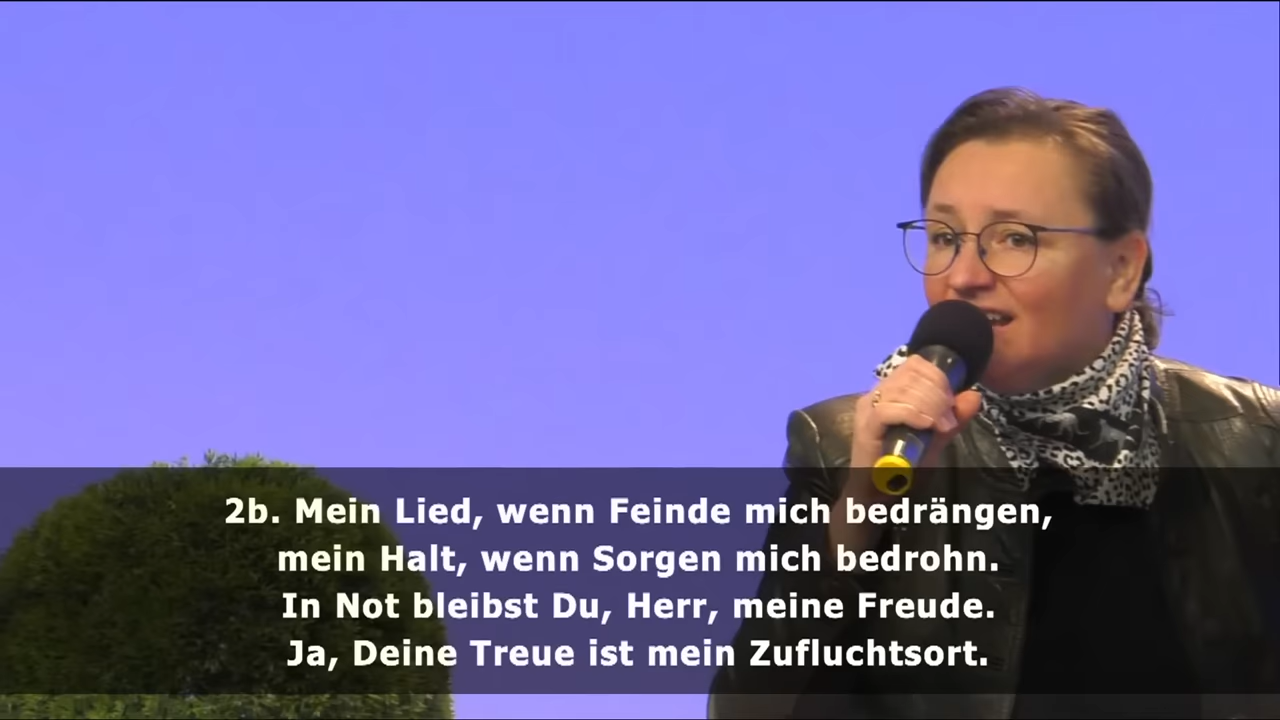 2b. Mein Lied, wenn Feinde mich bedrängen,
mein Halt, wenn Sorgen mich bedrohn.
In Not bleibst Du, Herr, meine Freude.
Ja, Deine Treue ist mein Zufluchtsort.